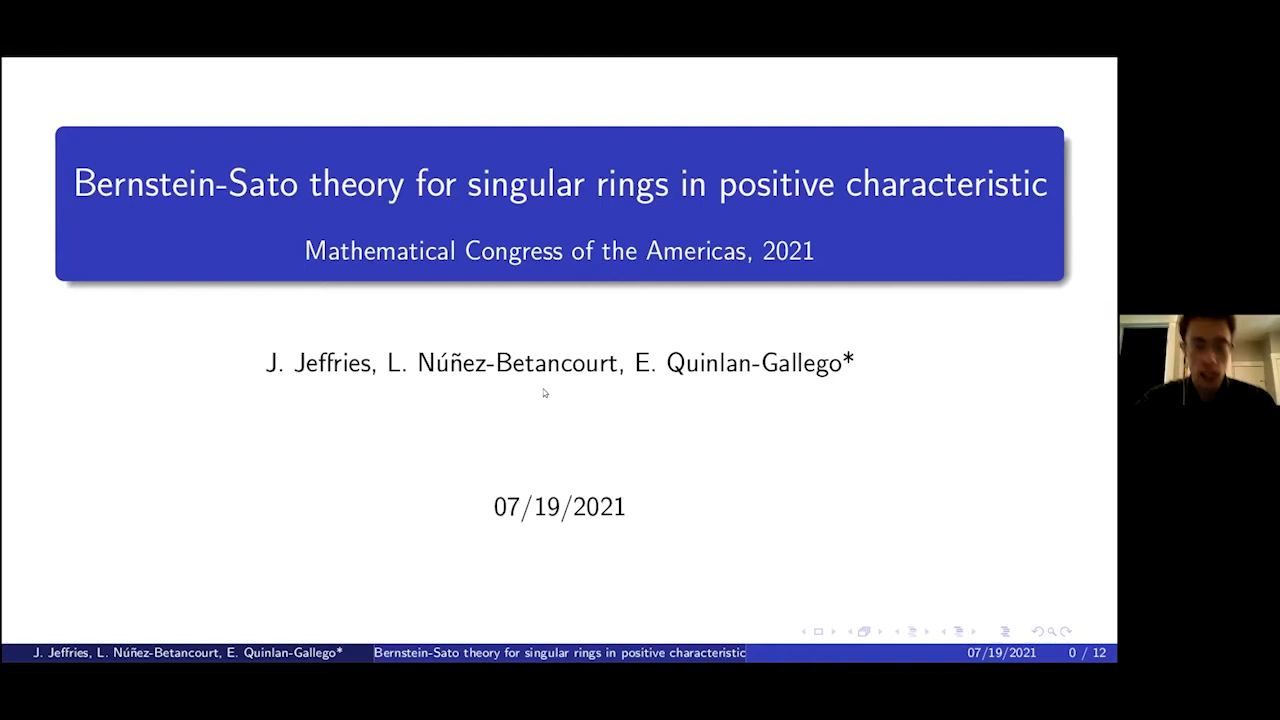 Bernstein-Sato theory for singular rings in positive characteristic
Mathematical Congress of the Americas, 2021
J. Jeffries, L. Núñez-Betancourt, E. Quinlan-Gallego*
07/19/2021
J. Jeffries, L. Núñez-Betancourt, E. Quinlan-Gallego* Bernstein-Sato theory for singular rings in positive characteristic 07/19/2021 0 / 12